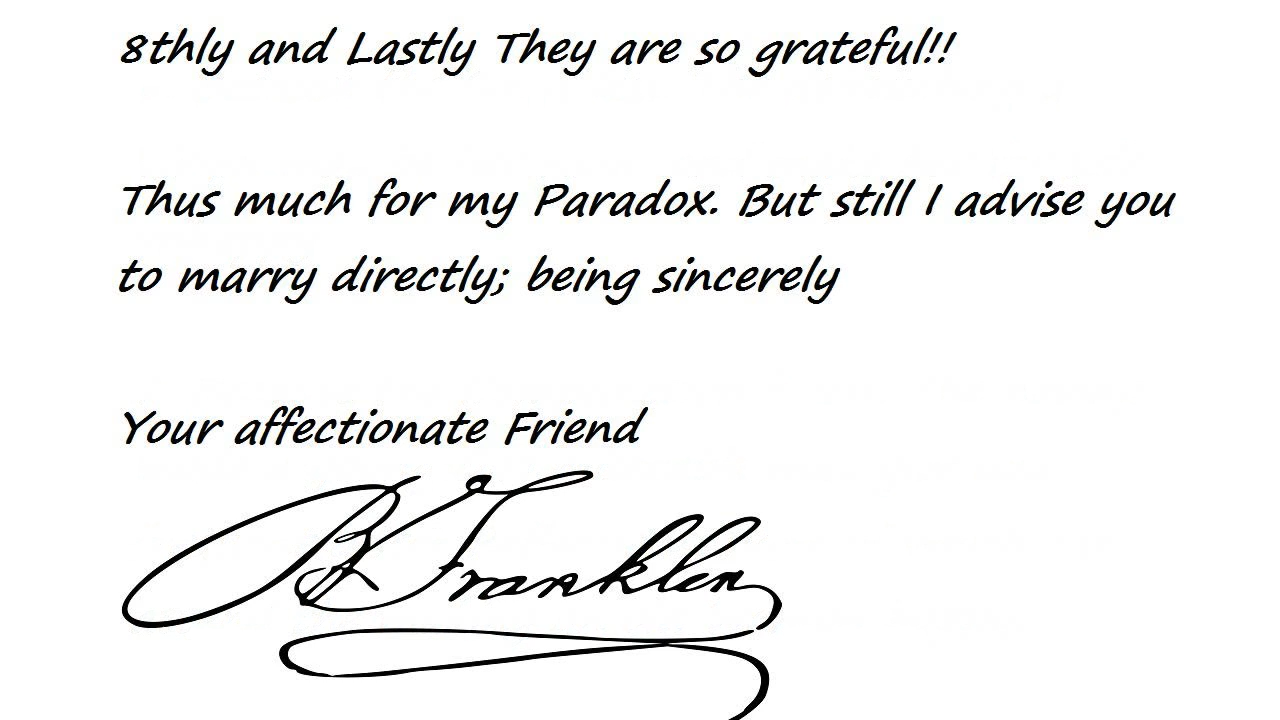 8thly and Lastly They are so grateful!!
Thus much for my Paradox. But still I advise you
to marry directly; being sincerely
Your affectionate Friend
B Franklin